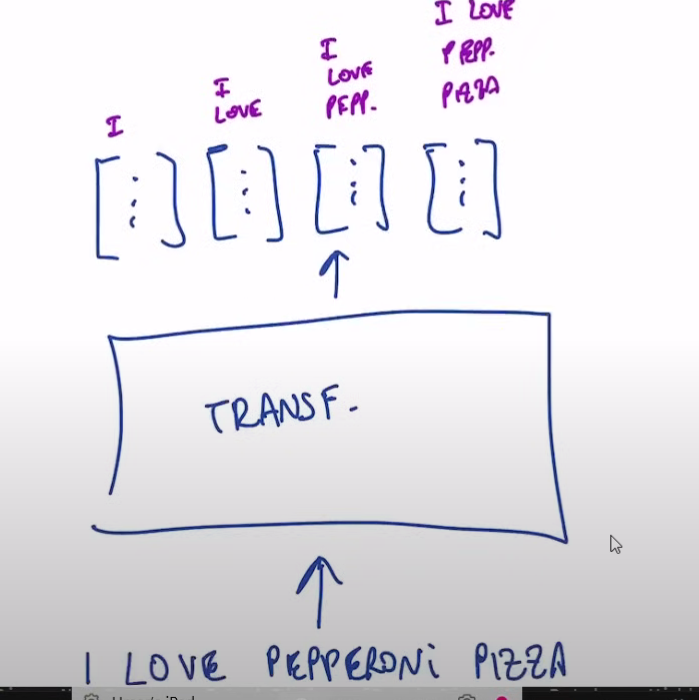 I
I
LOVE
I
LOVE
PEPP.
I LOVE
PEPP.
PIZZA
TRANSF.
I LOVE PEPPERONI PIZZA